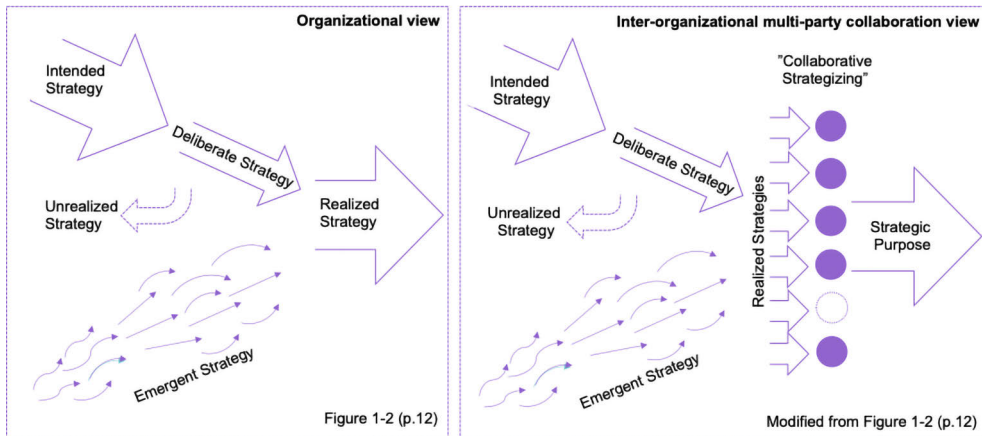 Organizational view
Intended
Strategy
Deliberate Strategy
Unrealized
Strategy
Realized
Strategy
Emergent Strategy
Figure 1-2 (p.12)
Inter-organizational multi-party collaboration view
"Collaborative
Strategizing"
Intended
Strategy
Deliberate Strategy
Unrealized
Strategy
Realized Strategies
Strategic
Purpose
Emergent Strategy
Modified from Figure 1-2 (p.12)